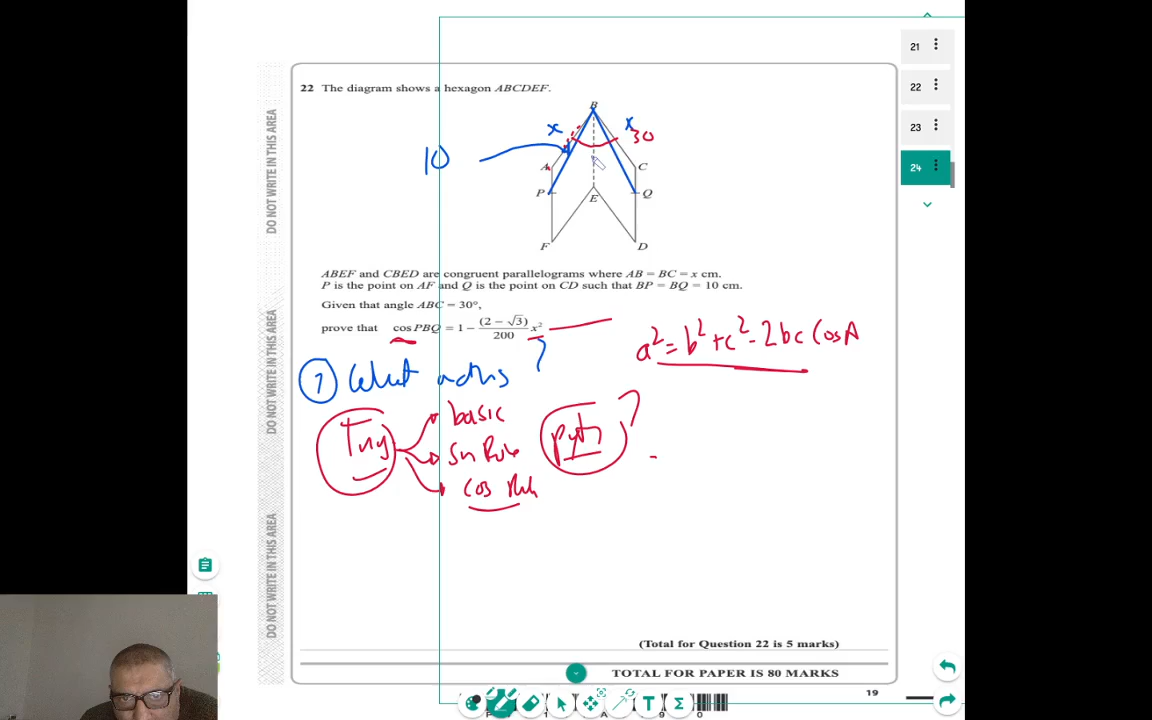 21
22
23
24
22 The diagram shows a hexagon ABCDEF.
B
x x
30
10
A C
P Q
E
F D
ABEF and CBED are congruent parallelograms where AB = BC = x cm.
P is the point on AF and Q is the point on CD such that BP = BQ = 10 cm.
Given that angle ABC = 30°,
prove that cos PBQ = 1 − (2 − √3)/200 x²
a² = b² + c² - 2bc Cos A
1 What ?
basic
Pyth ?
Sn Rule
cos Rule
(Total for Question 22 is 5 marks)
TOTAL FOR PAPER IS 80 MARKS
19
DO NOT WRITE IN THIS AREA
DO NOT WRITE IN THIS AREA
DO NOT WRITE IN THIS AREA
T
Σ